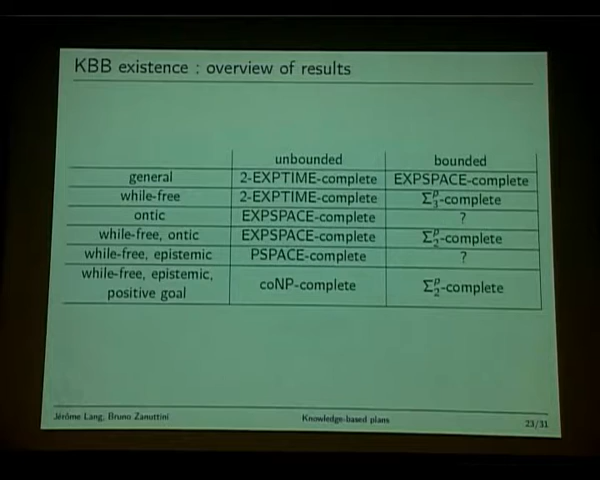 KBB existence : overview of results
unbounded bounded
general 2-EXPTIME-complete EXPSPACE-complete
while-free 2-EXPTIME-complete Σ₃ᵖ-complete
ontic EXPSPACE-complete ?
while-free, ontic EXPSPACE-complete Σ₂ᵖ-complete
while-free, epistemic PSPACE-complete ?
while-free, epistemic,
positive goal coNP-complete Σ₂ᵖ-complete
Jérôme Lang, Bruno Zanuttini Knowledge-based plans 23/31